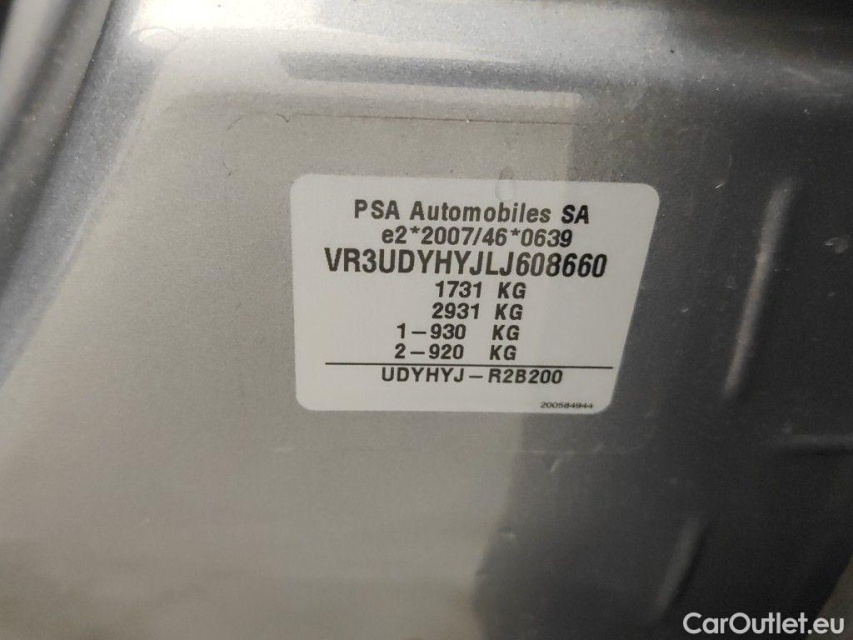 PSA Automobiles SA
e2*2007/46*0639
VR3UDYHYJLJ608660
1731 KG
2931 KG
1-930 KG
2-920 KG
UDYHYJ-R2B200
200584944
CarOutlet.eu